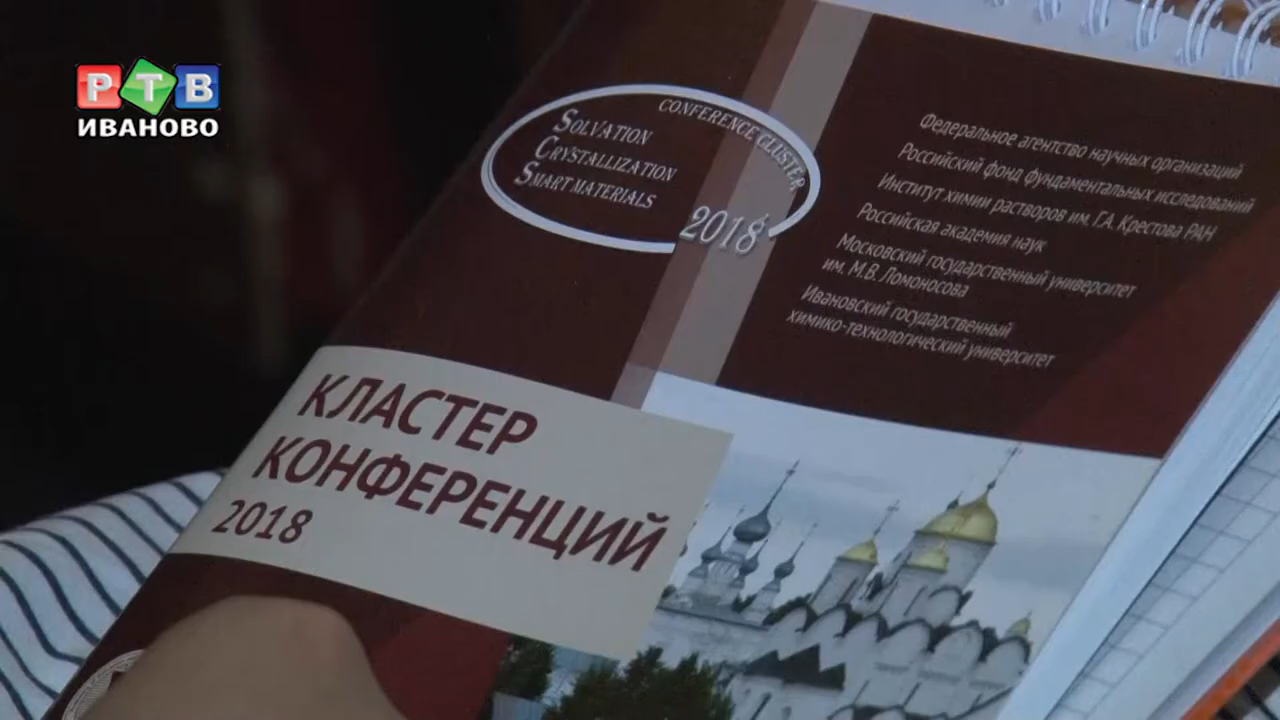 РТВ
ИВАНОВО
CONFERENCE CLUSTER
SOLVATION
CRYSTALLIZATION
SMART MATERIALS
2018
Федеральное агентство научных организаций
Российский фонд фундаментальных исследований
Институт химии растворов им. Г.А. Крестова РАН
Российская академия наук
Московский государственный университет
им. М.В. Ломоносова
Ивановский государственный
химико-технологический университет
КЛАСТЕР
КОНФЕРЕНЦИЙ
2018